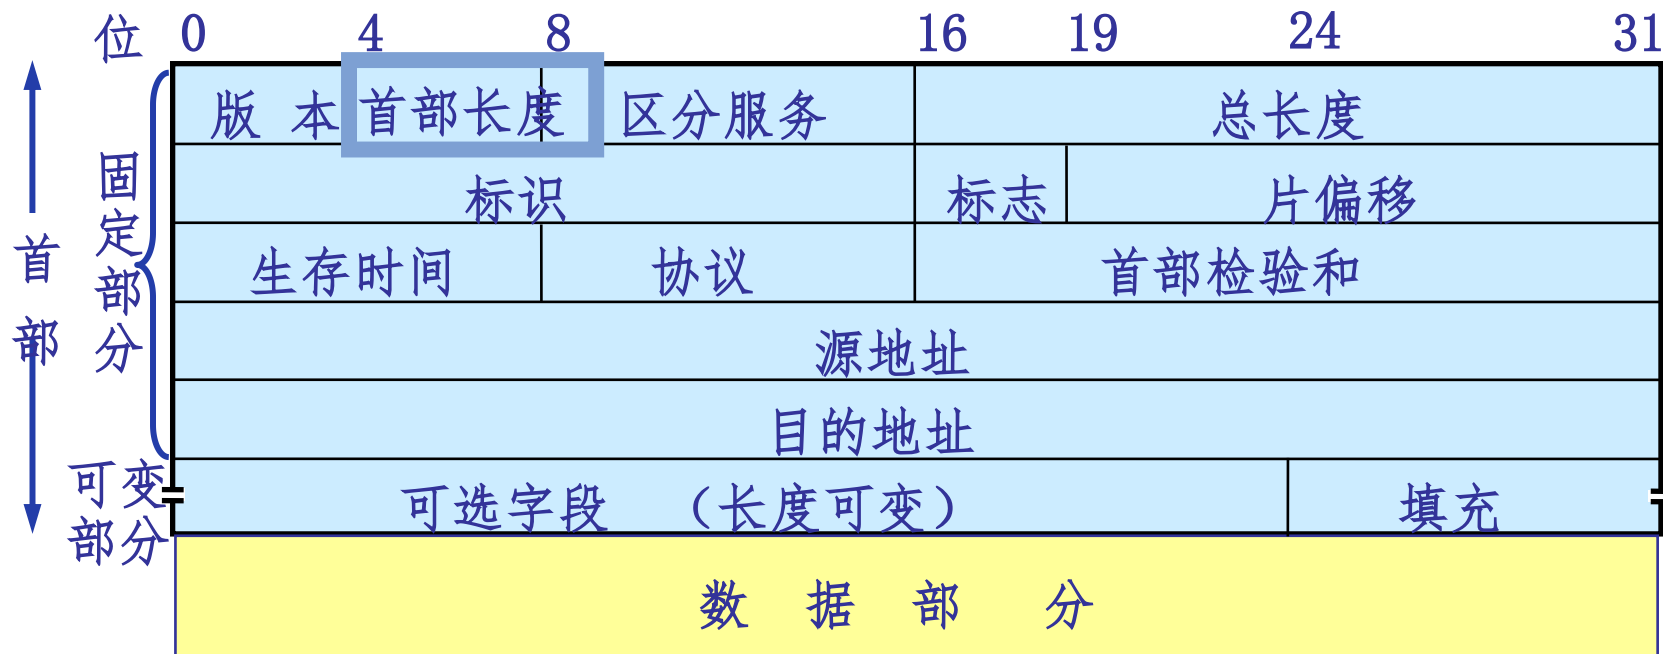 位 0 4 8 16 19 24 31
版 本 首部长度 区分服务 总长度
标识 标志 片偏移
生存时间 协议 首部检验和
源地址
目的地址
可选字段 （长度可变） 填充
数 据 部 分
首部
固定部分
可变
部分